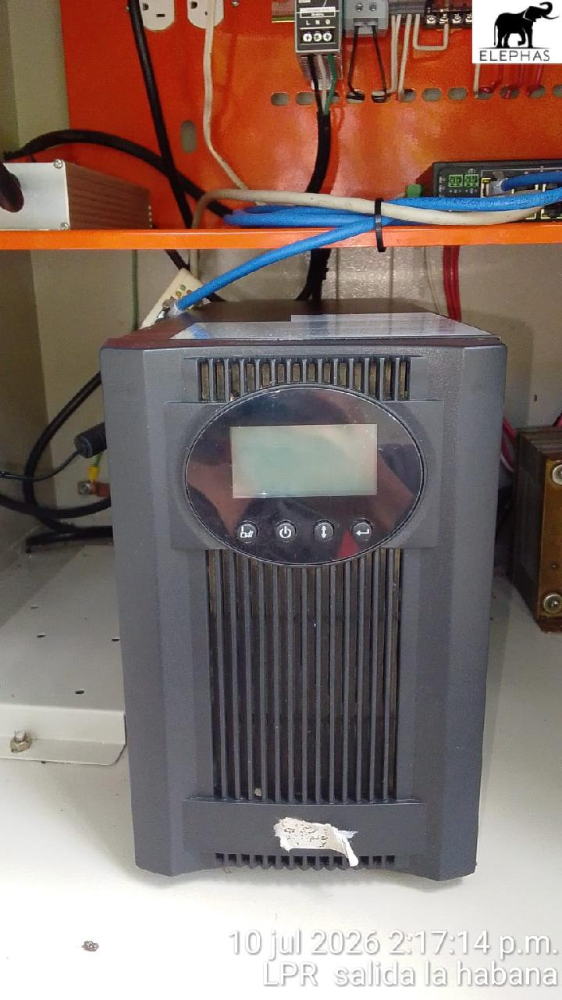 ELEPHAS
L N G
10 jul 2026 2:17:14 p.m.
LPR salida la habana